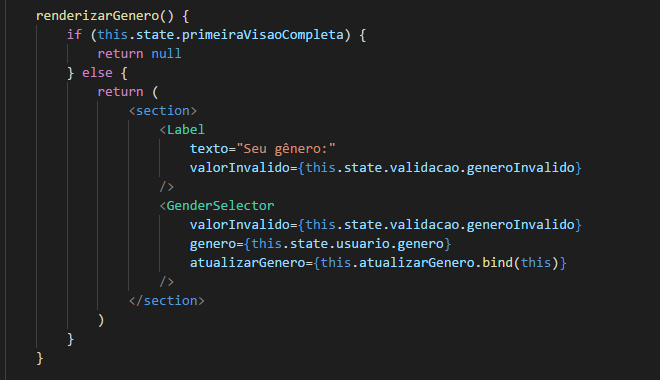 renderizarGenero() {
if (this.state.primeiraVisaoCompleta) {
return null
} else {
return (
<section>
<Label
texto="Seu gênero:"
valorInvalido={this.state.validacao.generoInvalido}
/>
<GenderSelector
valorInvalido={this.state.validacao.generoInvalido}
genero={this.state.usuario.genero}
atualizarGenero={this.atualizarGenero.bind(this)}
/>
</section>
)
}
}